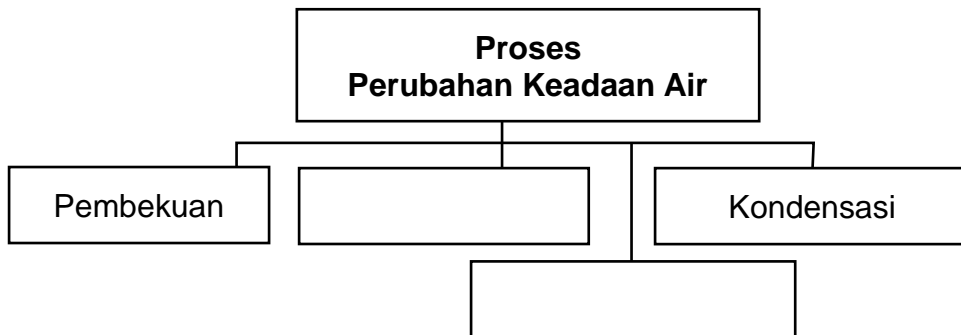 Proses
Perubahan Keadaan Air
Pembekuan
Kondensasi